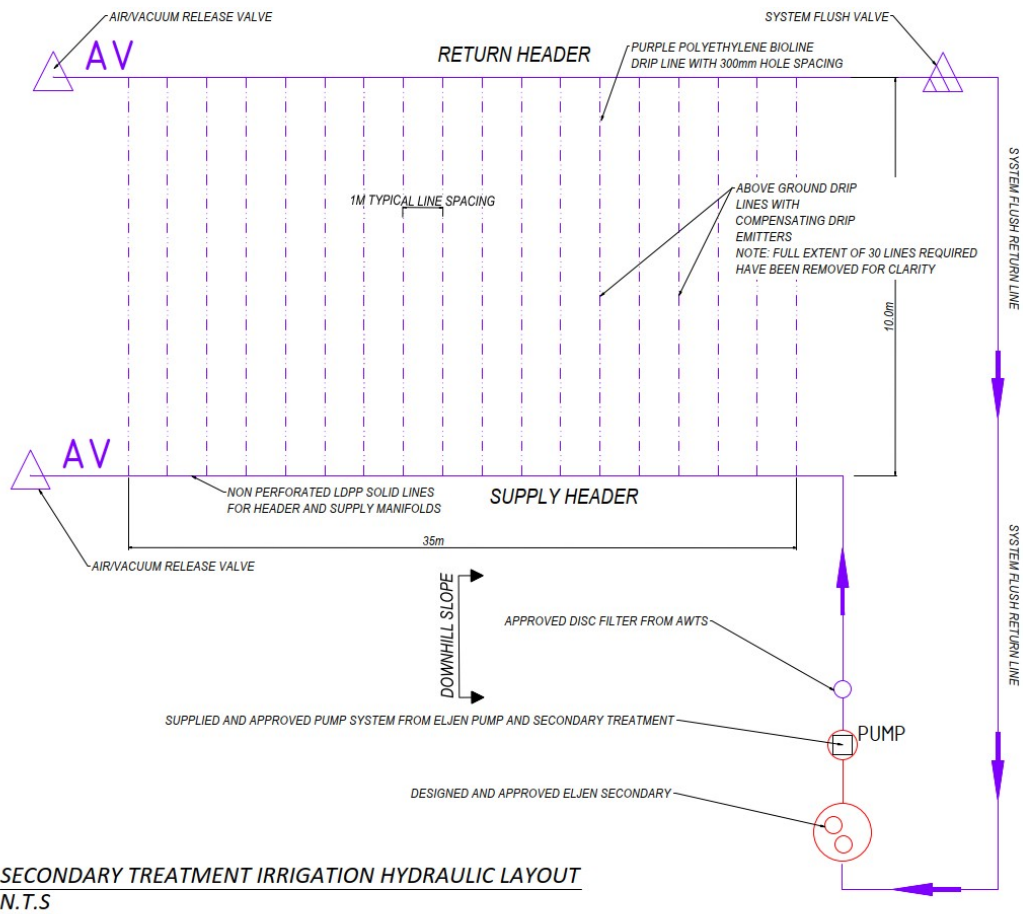 AIR/VACUUM RELEASE VALVE
SYSTEM FLUSH VALVE
AV
RETURN HEADER
PURPLE POLYETHYLENE BIOLINE
DRIP LINE WITH 300mm HOLE SPACING
1M TYPICAL LINE SPACING
ABOVE GROUND DRIP
LINES WITH
COMPENSATING DRIP
EMITTERS
NOTE: FULL EXTENT OF 30 LINES REQUIRED
HAVE BEEN REMOVED FOR CLARITY
SYSTEM FLUSH RETURN LINE
10.0m
AV
NON PERFORATED LDPP SOLID LINES
FOR HEADER AND SUPPLY MANIFOLDS
SUPPLY HEADER
35m
AIR/VACUUM RELEASE VALVE
DOWNHILL SLOPE
SYSTEM FLUSH RETURN LINE
APPROVED DISC FILTER FROM AWTS
SUPPLIED AND APPROVED PUMP SYSTEM FROM ELJEN PUMP AND SECONDARY TREATMENT
PUMP
DESIGNED AND APPROVED ELJEN SECONDARY
SECONDARY TREATMENT IRRIGATION HYDRAULIC LAYOUT
N.T.S